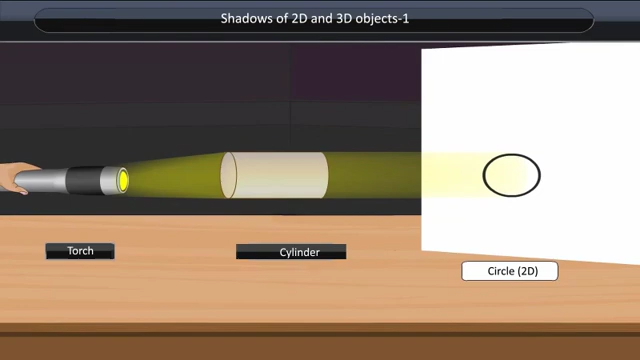 Shadows of 2D and 3D objects-1
Torch
Cylinder
Circle (2D)